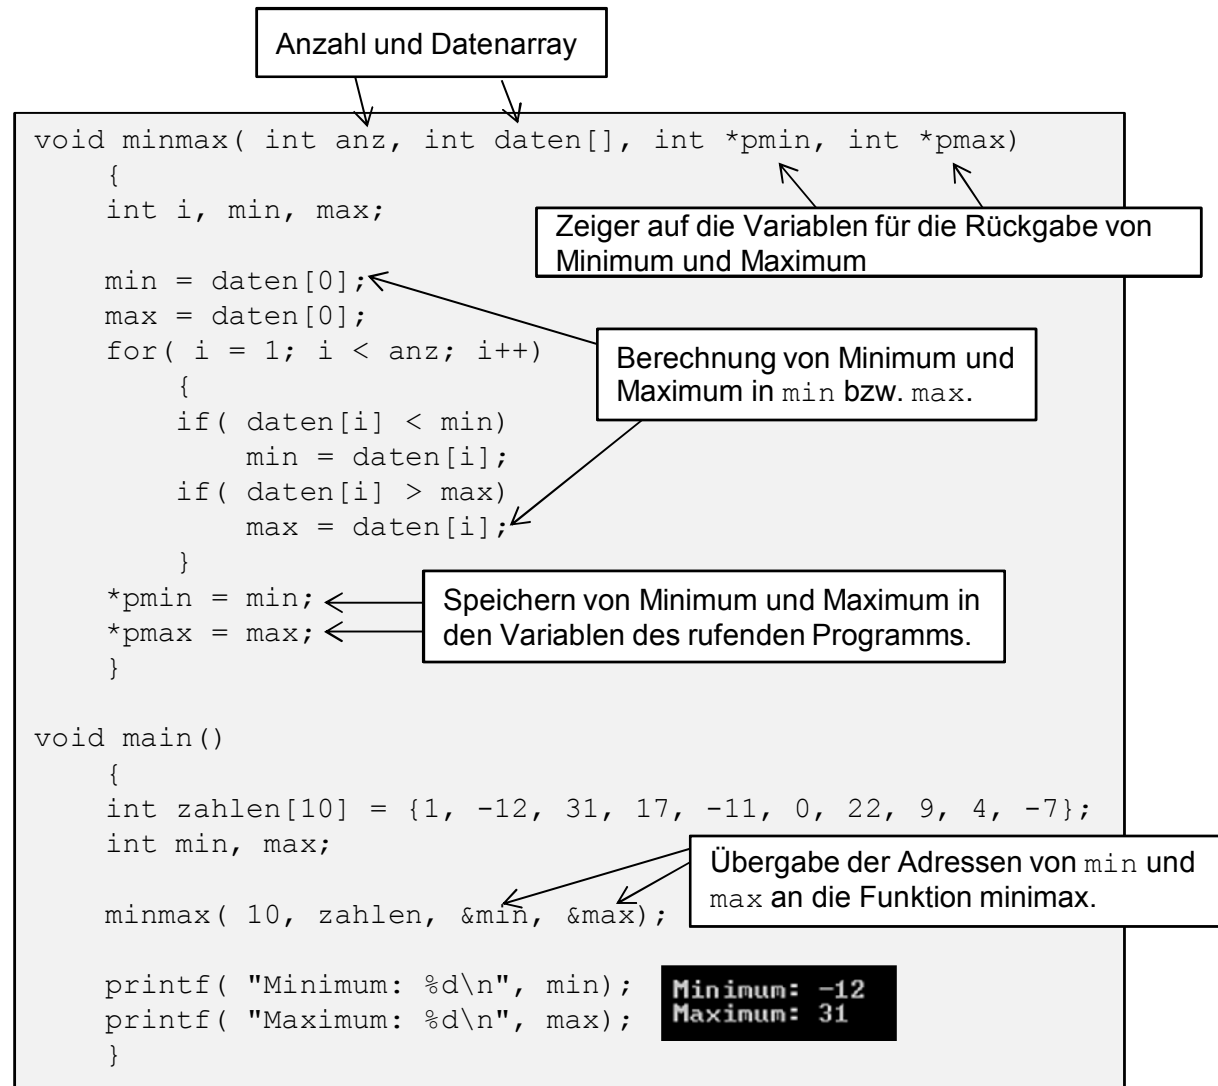 Anzahl und Datenarray
void minmax( int anz, int daten[], int *pmin, int *pmax)
{
int i, min, max;
Zeiger auf die Variablen für die Rückgabe von
Minimum und Maximum
min = daten[0];
max = daten[0];
for( i = 1; i < anz; i++)
Berechnung von Minimum und
Maximum in min bzw. max.
{
if( daten[i] < min)
min = daten[i];
if( daten[i] > max)
max = daten[i];
}
*pmin = min;
*pmax = max;
Speichern von Minimum und Maximum in
den Variablen des rufenden Programms.
}
void main()
{
int zahlen[10] = {1, -12, 31, 17, -11, 0, 22, 9, 4, -7};
int min, max;
Übergabe der Adressen von min und
max an die Funktion minimax.
minmax( 10, zahlen, &min, &max);
printf( "Minimum: %d\n", min);
printf( "Maximum: %d\n", max);
Minimum: -12
Maximum: 31
}